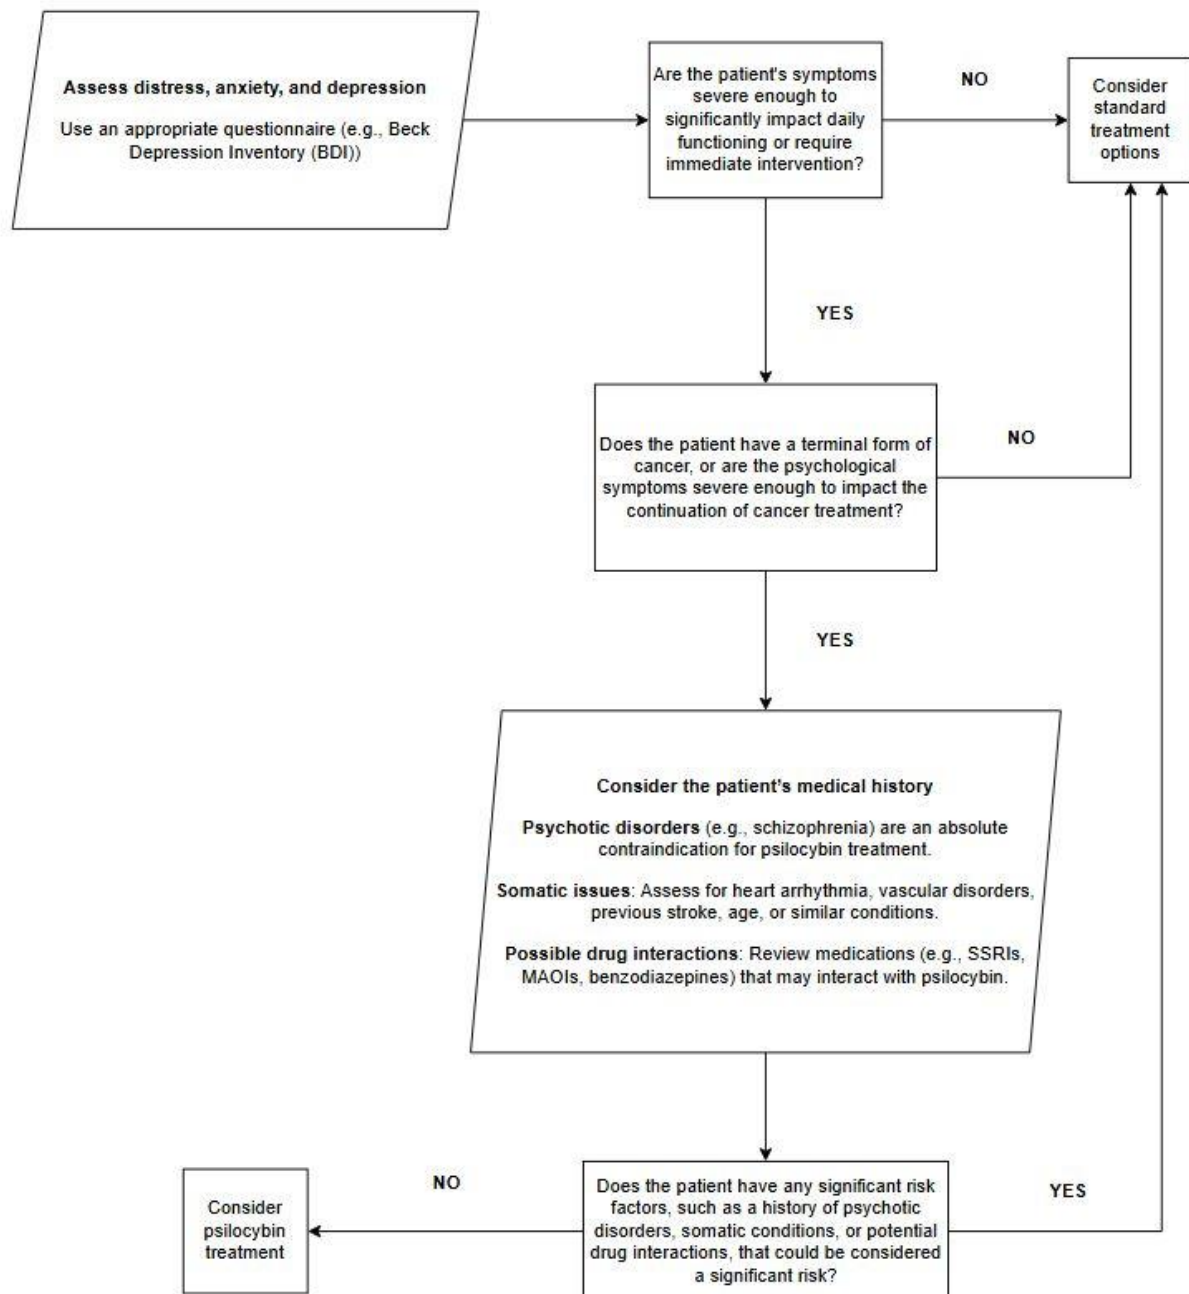 Assess distress, anxiety, and depression
Use an appropriate questionnaire (e.g., Beck
Depression Inventory (BDI))
Are the patient's symptoms
severe enough to
significantly impact daily
functioning or require
immediate intervention?
NO
Consider
standard
treatment
options
YES
Does the patient have a terminal form of
cancer, or are the psychological
symptoms severe enough to impact the
continuation of cancer treatment?
NO
YES
Consider the patient’s medical history
Psychotic disorders (e.g., schizophrenia) are an absolute
contraindication for psilocybin treatment.
Somatic issues: Assess for heart arrhythmia, vascular disorders,
previous stroke, age, or similar conditions.
Possible drug interactions: Review medications (e.g., SSRIs,
MAOIs, benzodiazepines) that may interact with psilocybin.
Consider
psilocybin
treatment
NO
Does the patient have any significant risk
factors, such as a history of psychotic
disorders, somatic conditions, or potential
drug interactions, that could be considered
a significant risk?
YES